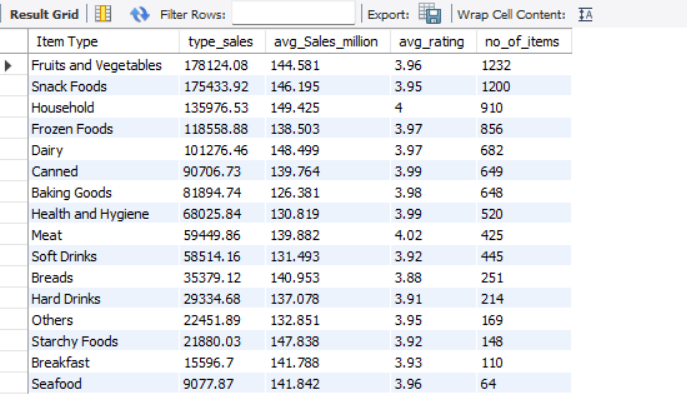 Result Grid Filter Rows: Export: Wrap Cell Content: IA
Item Type type_sales avg_Sales_million avg_rating no_of_items
Fruits and Vegetables 178124.08 144.581 3.96 1232
Snack Foods 175433.92 146.195 3.95 1200
Household 135976.53 149.425 4 910
Frozen Foods 118558.88 138.503 3.97 856
Dairy 101276.46 148.499 3.97 682
Canned 90706.73 139.764 3.99 649
Baking Goods 81894.74 126.381 3.98 648
Health and Hygiene 68025.84 130.819 3.99 520
Meat 59449.86 139.882 4.02 425
Soft Drinks 58514.16 131.493 3.92 445
Breads 35379.12 140.953 3.88 251
Hard Drinks 29334.68 137.078 3.91 214
Others 22451.89 132.851 3.95 169
Starchy Foods 21880.03 147.838 3.92 148
Breakfast 15596.7 141.788 3.93 110
Seafood 9077.87 141.842 3.96 64